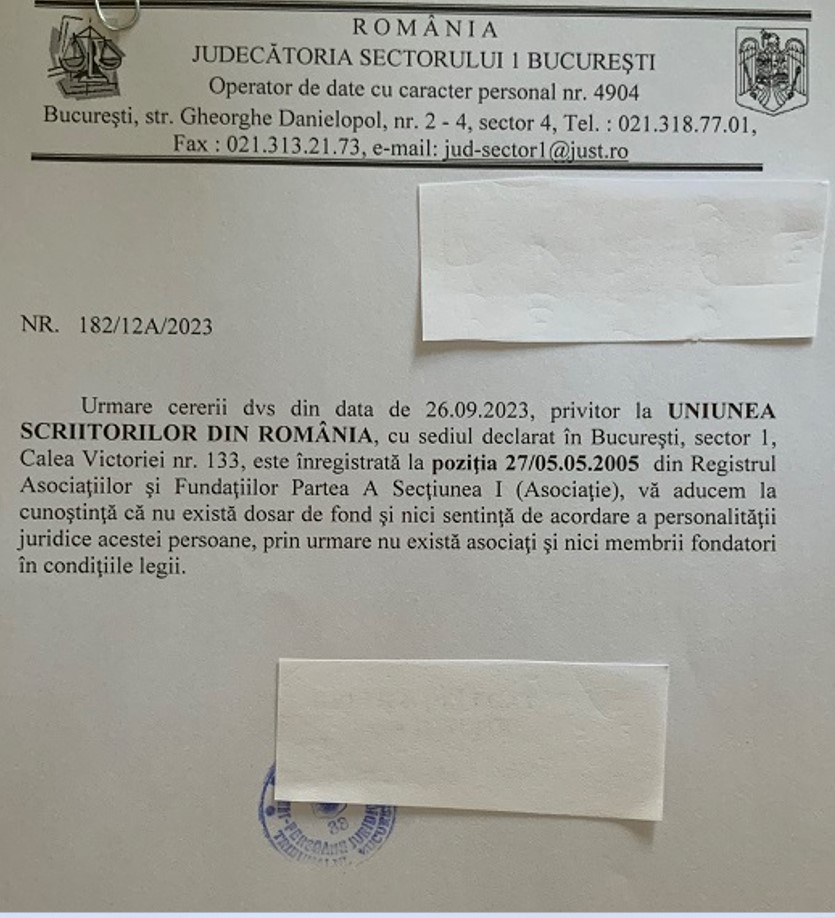 ROMÂNIA
JUDECĂTORIA SECTORULUI 1 BUCUREȘTI
Operator de date cu caracter personal nr. 4904
București, str. Gheorghe Danielopol, nr. 2 - 4, sector 4, Tel. : 021.318.77.01,
Fax : 021.313.21.73, e-mail: jud-sector1@just.ro
NR. 182/12A/2023
Urmare cererii dvs din data de 26.09.2023, privitor la UNIUNEA
SCRIITORILOR DIN ROMÂNIA, cu sediul declarat în București, sector 1,
Calea Victoriei nr. 133, este înregistrată la poziția 27/05.05.2005 din Registrul
Asociațiilor și Fundațiilor Partea A Secțiunea I (Asociație), vă aducem la
cunoștință că nu există dosar de fond și nici sentință de acordare a personalității
juridice acestei persoane, prin urmare nu există asociați și nici membrii fondatori
în condițiile legii.
88
PERSOANE JURIDI